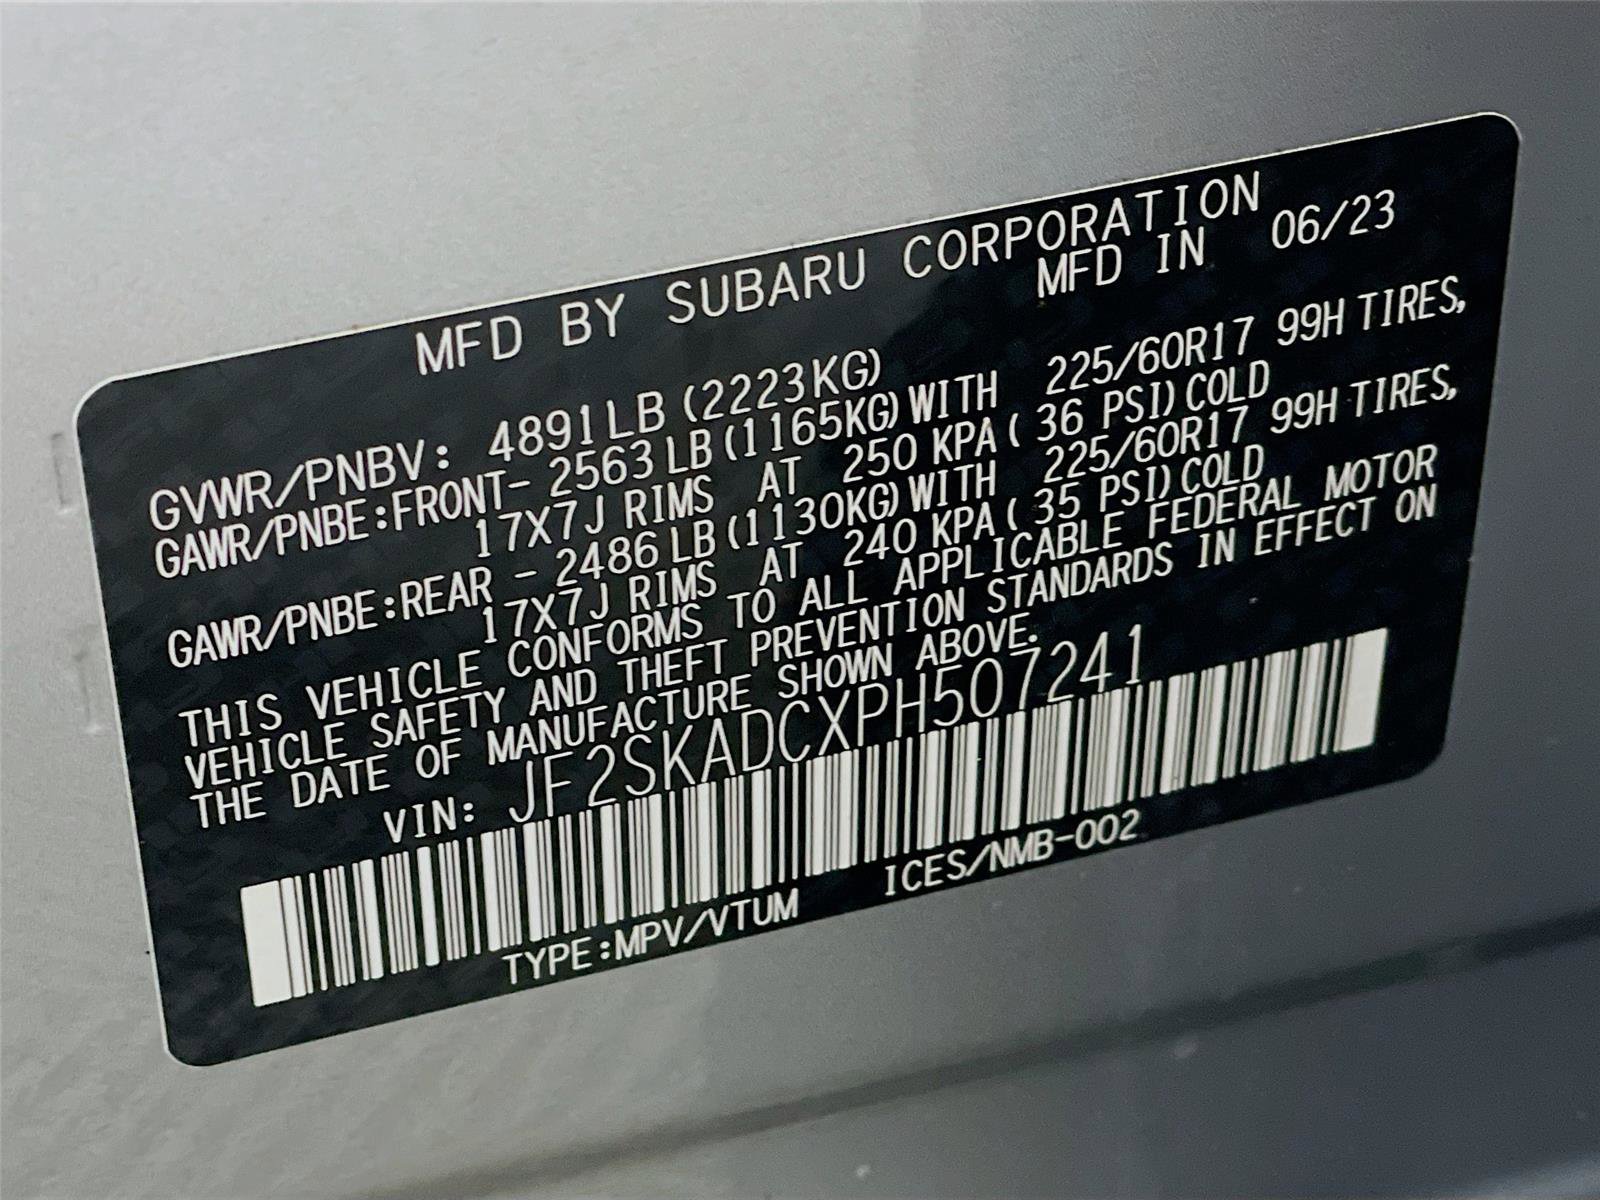 MFD BY SUBARU CORPORATION
MFD IN 06/23
GVWR/PNBV: 4891LB (2223KG)
GAWR/PNBE:FRONT- 2563LB (1165KG) WITH 225/60R17 99H TIRES,
17X7J RIMS AT 250 KPA ( 36 PSI) COLD
GAWR/PNBE:REAR - 2486LB (1130KG) WITH 225/60R17 99H TIRES,
17X7J RIMS AT 240 KPA ( 35 PSI) COLD
THIS VEHICLE CONFORMS TO ALL APPLICABLE FEDERAL MOTOR
VEHICLE SAFETY AND THEFT PREVENTION STANDARDS IN EFFECT ON
THE DATE OF MANUFACTURE SHOWN ABOVE.
VIN: JF2SKADCXPH507241
TYPE:MPV/VTUM ICES/NMB-002